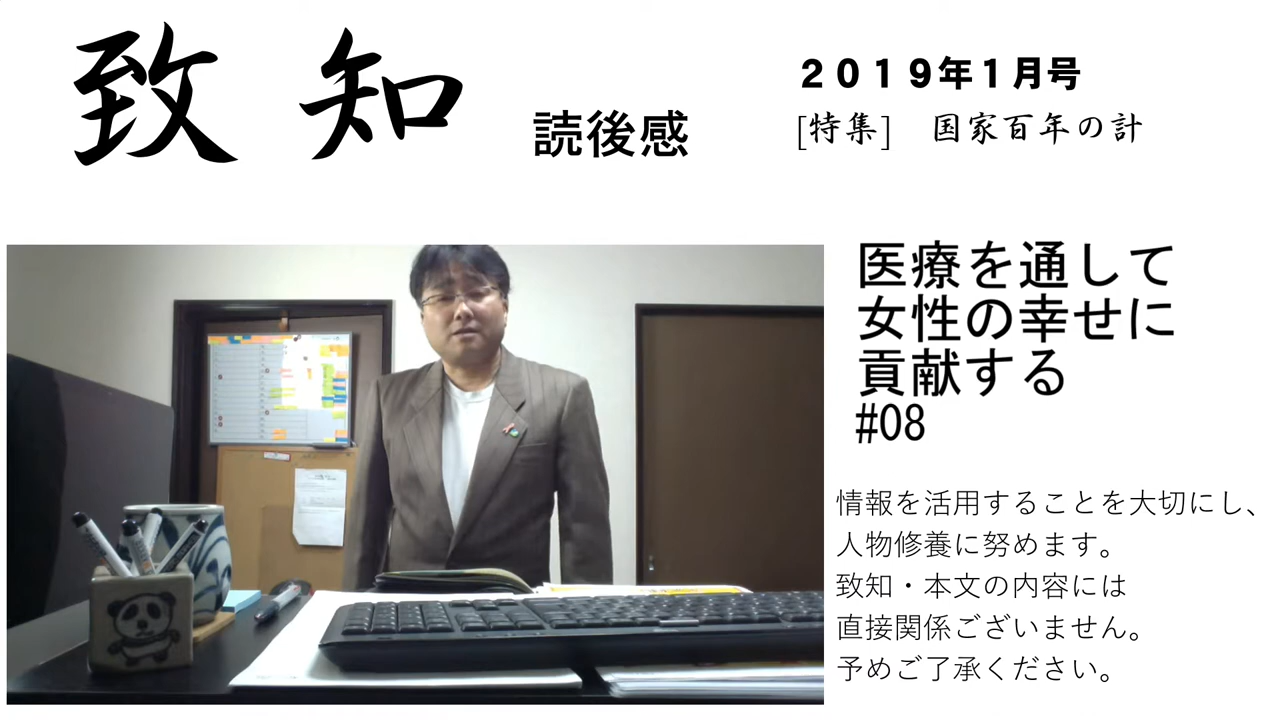 致知
読後感
２０１９年１月号
[特集]　国家百年の計
医療を通して
女性の幸せに
貢献する
#08
情報を活用することを大切にし、
人物修養に努めます。
致知・本文の内容には
直接関係ございません。
予めご了承ください。